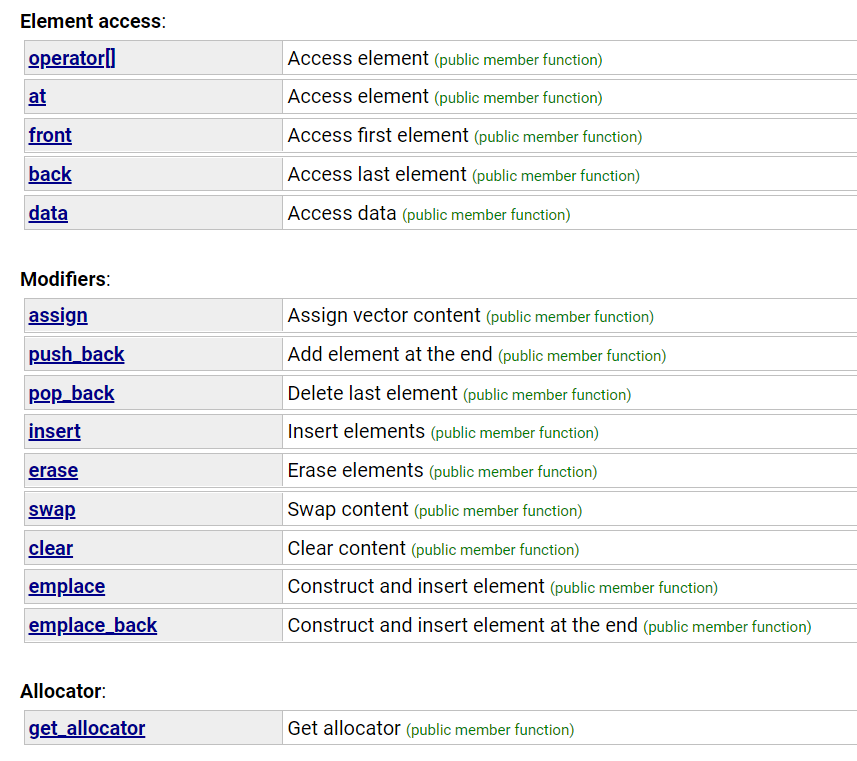 Element access:
operator[] Access element (public member function)
at Access element (public member function)
front Access first element (public member function)
back Access last element (public member function)
data Access data (public member function)
Modifiers:
assign Assign vector content (public member function)
push_back Add element at the end (public member function)
pop_back Delete last element (public member function)
insert Insert elements (public member function)
erase Erase elements (public member function)
swap Swap content (public member function)
clear Clear content (public member function)
emplace Construct and insert element (public member function)
emplace_back Construct and insert element at the end (public member function)
Allocator:
get_allocator Get allocator (public member function)